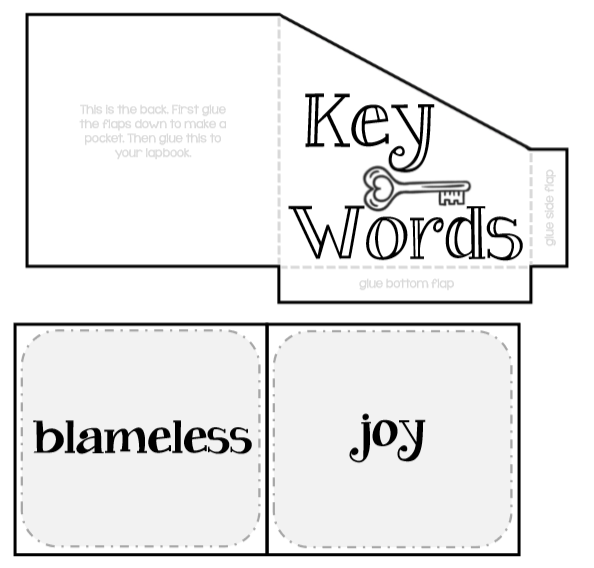 This is the back. First glue
the flaps down to make a
pocket. Then glue this to
your lapbook.
Key
Words
glue side flap
glue bottom flap
blameless
joy